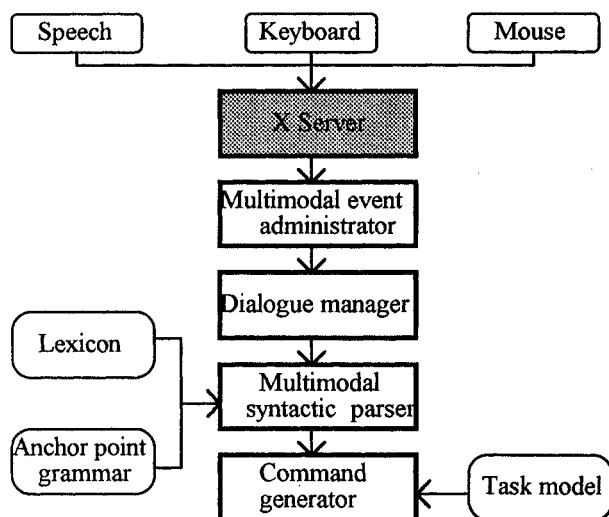 Speech
Keyboard
Mouse
X Server
Multimodal event
administrator
Dialogue manager
Lexicon
Multimodal
syntactic parser
Anchor point
grammar
Command
generator
Task model